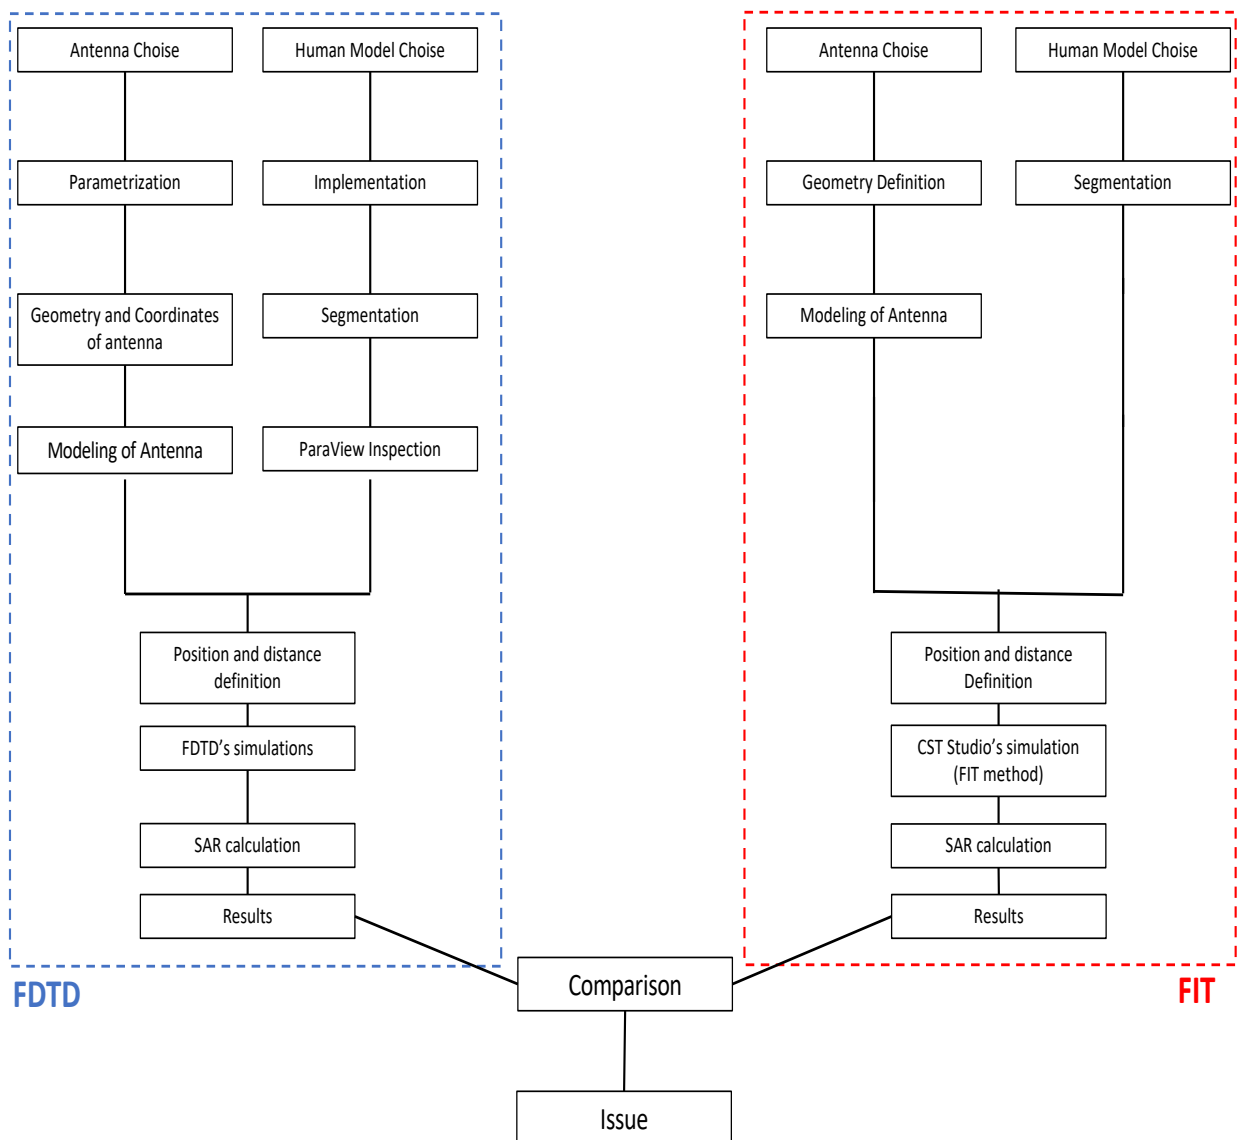 Antenna Choise
Human Model Choise
Parametrization
Implementation
Geometry and Coordinates
of antenna
Segmentation
Modeling of Antenna
ParaView Inspection
Position and distance
definition
FDTD's simulations
SAR calculation
Results
FDTD
Antenna Choise
Human Model Choise
Geometry Definition
Segmentation
Modeling of Antenna
Position and distance
Definition
CST Studio's simulation
(FIT method)
SAR calculation
Results
FIT
Comparison
Issue